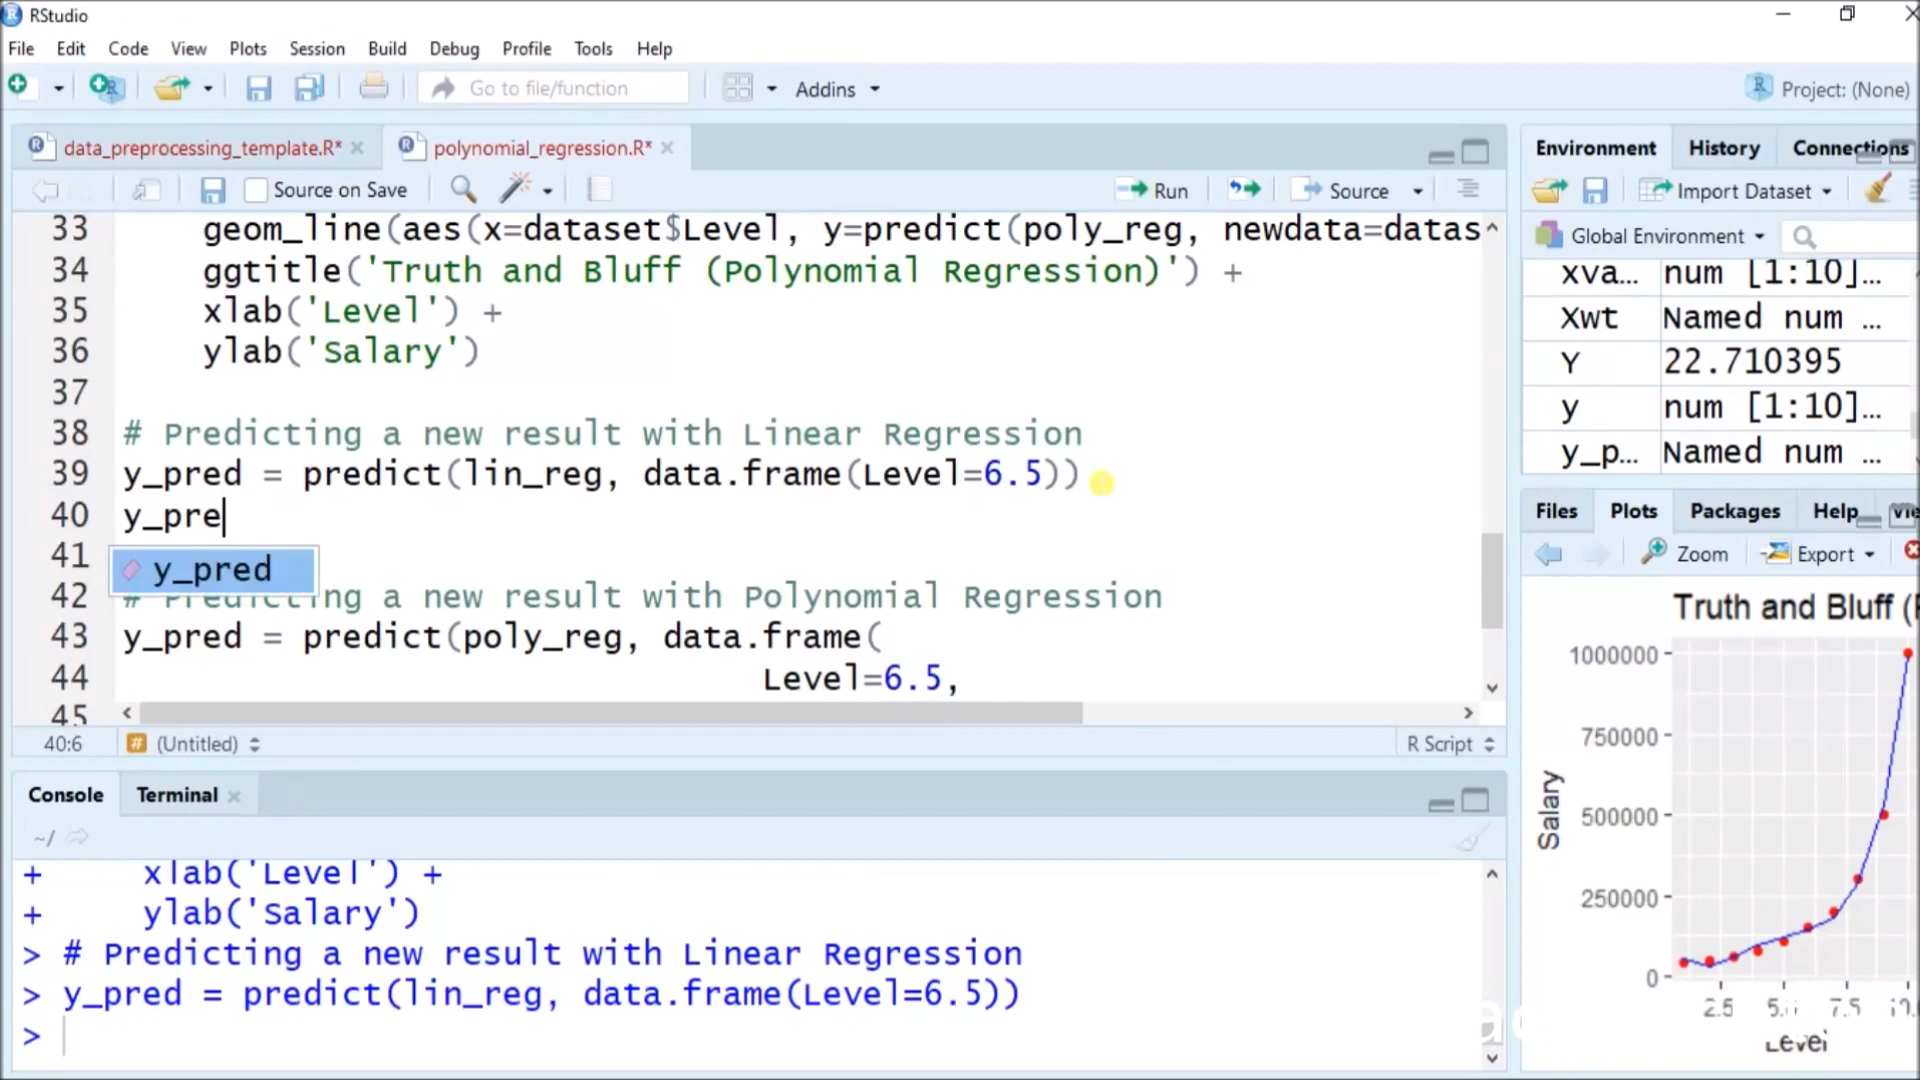 RStudio
File Edit Code View Plots Session Build Debug Profile Tools Help
Go to file/function Addins Project: (None)
data_preprocessing_template.R* polynomial_regression.R*
Source on Save Run Source
33 geom_line(aes(x=dataset$Level, y=predict(poly_reg, newdata=datas
34 ggtitle('Truth and Bluff (Polynomial Regression)') +
35 xlab('Level') +
36 ylab('Salary')
37
38 # Predicting a new result with Linear Regression
39 y_pred = predict(lin_reg, data.frame(Level=6.5))
40 y_pre
41 y_pred
42 # Predicting a new result with Polynomial Regression
43 y_pred = predict(poly_reg, data.frame(
44 Level=6.5,
45
40:6 (Untitled) R Script
Console Terminal
~/
+ xlab('Level') +
+ ylab('Salary')
> # Predicting a new result with Linear Regression
> y_pred = predict(lin_reg, data.frame(Level=6.5))
>
Environment History Connections
Import Dataset
Global Environment
xva... num [1:10]...
Xwt Named num ...
Y 22.710395
y num [1:10]...
y_p... Named num ...
Files Plots Packages Help
Zoom Export
Truth and Bluff (
1000000
750000
500000
250000
0
Salary
2.5 5.0 7.5 10.
Level